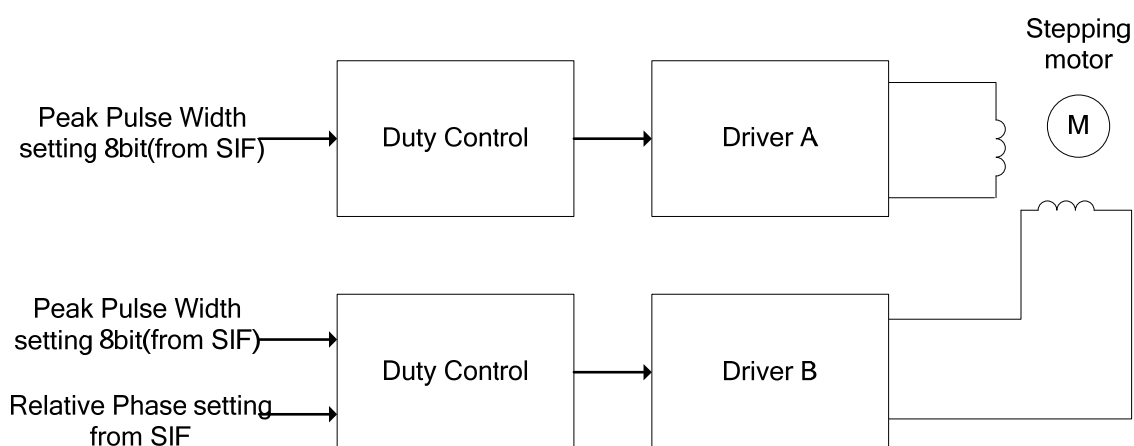 Stepping
motor
Peak Pulse Width
setting 8bit(from SIF)
Duty Control
Driver A
M
Peak Pulse Width
setting 8bit(from SIF)
Relative Phase setting
from SIF
Duty Control
Driver B